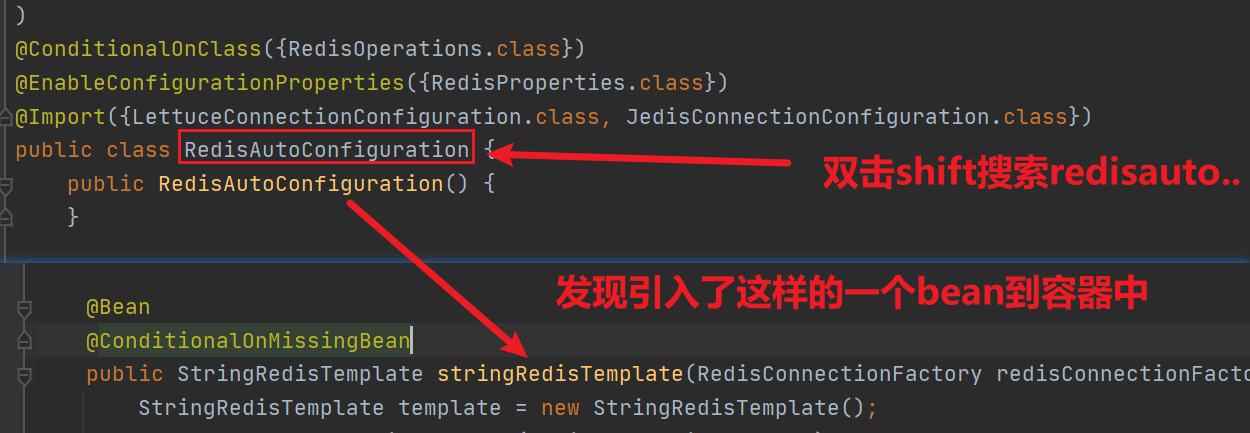 )
@ConditionalOnClass({RedisOperations.class})
@EnableConfigurationProperties({RedisProperties.class})
@Import({LettuceConnectionConfiguration.class, JedisConnectionConfiguration.class})
public class RedisAutoConfiguration {
双击shift搜索redisauto..
public RedisAutoConfiguration() {
}
发现引入了这样的一个bean到容器中
@Bean
@ConditionalOnMissingBean
public StringRedisTemplate stringRedisTemplate(RedisConnectionFactory redisConnectionFacto
StringRedisTemplate template = new StringRedisTemplate();